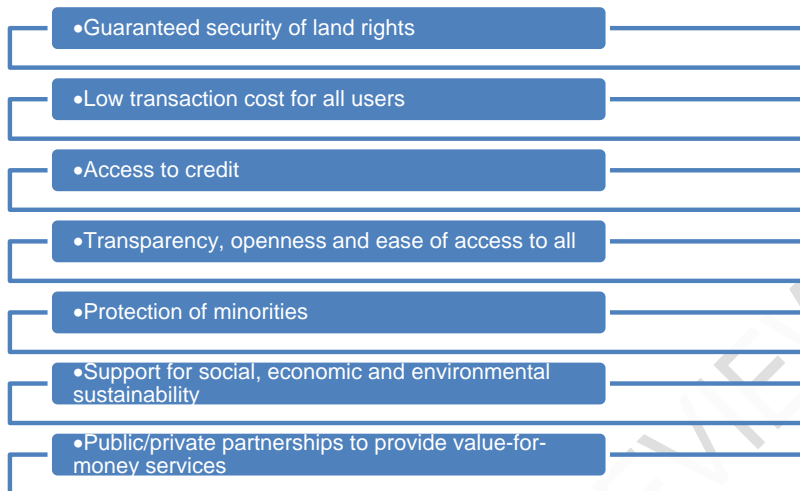 •Guaranteed security of land rights
•Low transaction cost for all users
•Access to credit
•Transparency, openness and ease of access to all
•Protection of minorities
•Support for social, economic and environmental
sustainability
•Public/private partnerships to provide value-for-
money services